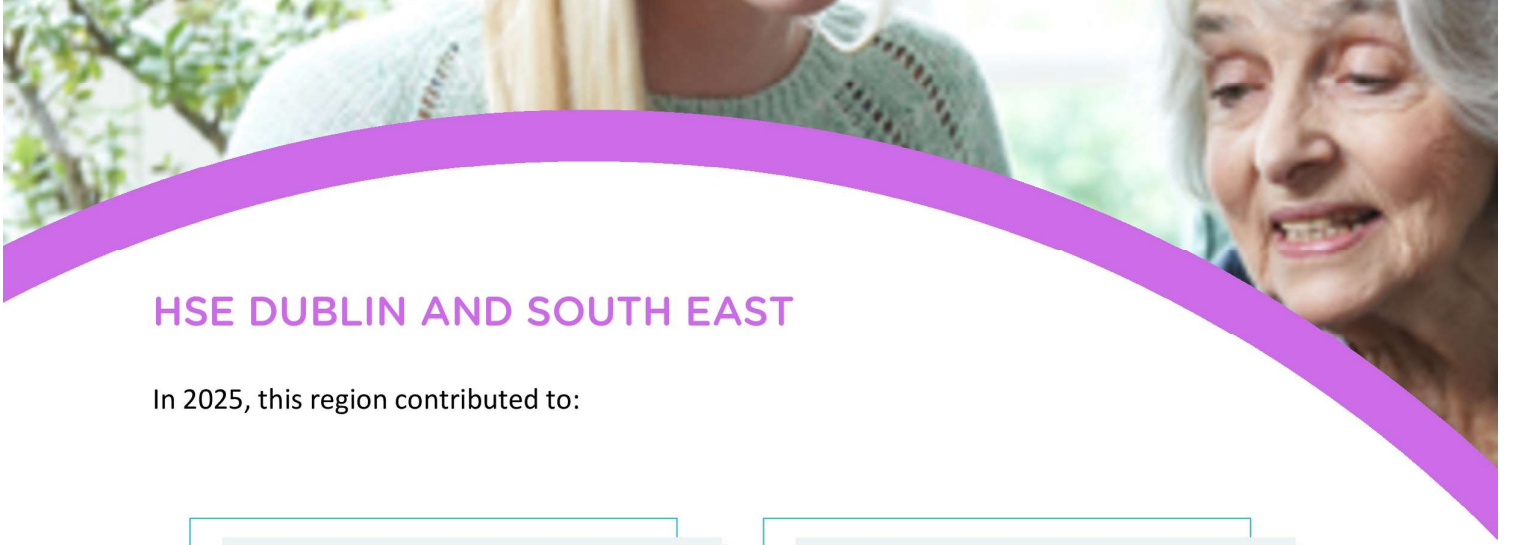 HSE DUBLIN AND SOUTH EAST
In 2025, this region contributed to: